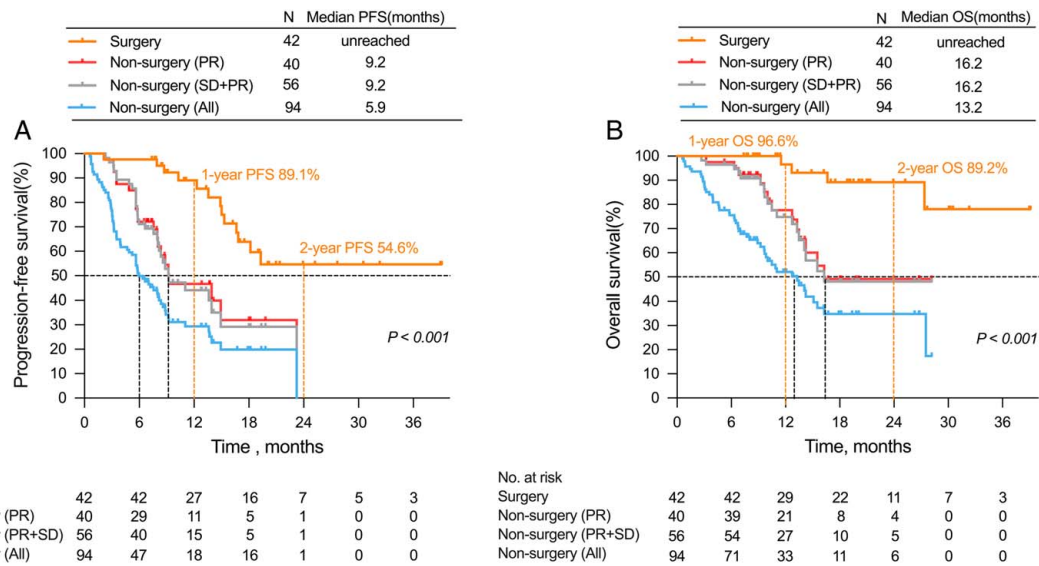 N Median PFS(months)
Surgery 42 unreached
Non-surgery (PR) 40 9.2
Non-surgery (SD+PR) 56 9.2
Non-surgery (All) 94 5.9
A
Progression-free survival(%)
100
90
80
70
60
50
40
30
20
10
0
1-year PFS 89.1%
2-year PFS 54.6%
P < 0.001
0 6 12 18 24 30 36
Time , months
42 42 27 16 7 5 3
(PR) 40 29 11 5 1 0 0
(PR+SD) 56 40 15 5 1 0 0
(All) 94 47 18 16 1 0 0
N Median OS(months)
Surgery 42 unreached
Non-surgery (PR) 40 16.2
Non-surgery (SD+PR) 56 16.2
Non-surgery (All) 94 13.2
B
Overall survival(%)
100
90
80
70
60
50
40
30
20
10
0
1-year OS 96.6%
2-year OS 89.2%
P < 0.001
0 6 12 18 24 30 36
Time, months
No. at risk
Surgery 42 42 29 22 11 7 3
Non-surgery (PR) 40 39 21 8 4 0 0
Non-surgery (PR+SD) 56 54 27 10 5 0 0
Non-surgery (All) 94 71 33 11 6 0 0